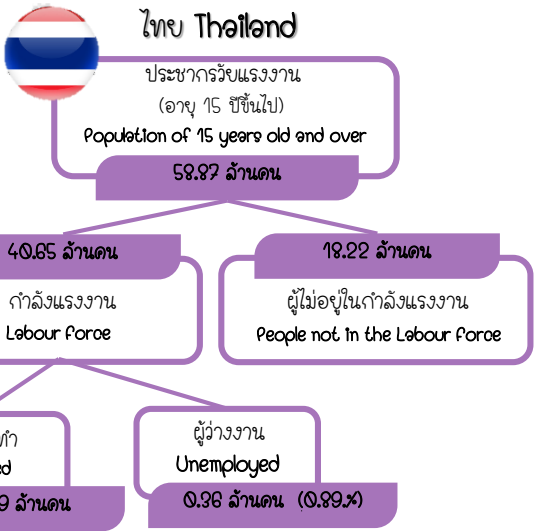 ไทย Thailand
ประชากรวัยแรงงาน
(อายุ 15 ปีขึ้นไป)
Population of 15 years old and over
58.87 ล้านคน
40.65 ล้านคน
18.22 ล้านคน
กำลังแรงงาน
Labour Force
ผู้ไม่อยู่ในกำลังแรงงาน
People not in the Labour Force
ผู้ว่างงาน
Unemployed
ล้านคน
0.36 ล้านคน (0.89%)